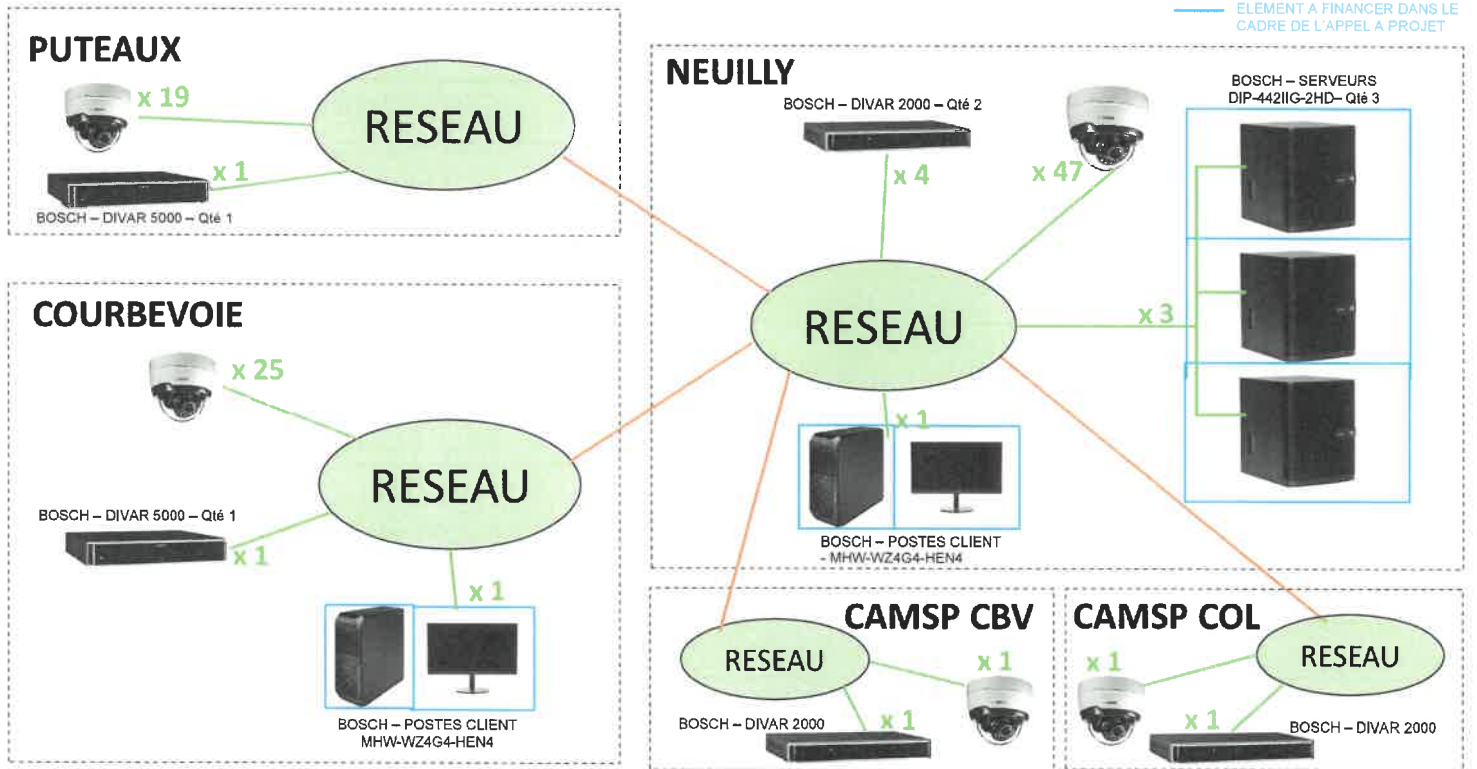 ELEMENT A FINANCER DANS LE
CADRE DE L'APPEL A PROJET
PUTEAUX
x 19
RESEAU
x 1
BOSCH – DIVAR 5000 – Qté 1
NEUILLY
BOSCH – DIVAR 2000 – Qté 2
x 4
x 47
BOSCH – SERVEURS
DIP-442IIG-2HD– Qté 3
RESEAU
x 3
x 1
BOSCH – POSTES CLIENT
- MHW-WZ4G4-HEN4
COURBEVOIE
x 25
RESEAU
BOSCH – DIVAR 5000 – Qté 1
x 1
x 1
BOSCH – POSTES CLIENT
MHW-WZ4G4-HEN4
CAMSP CBV
RESEAU
x 1
BOSCH – DIVAR 2000
x 1
CAMSP COL
x 1
RESEAU
x 1
BOSCH – DIVAR 2000